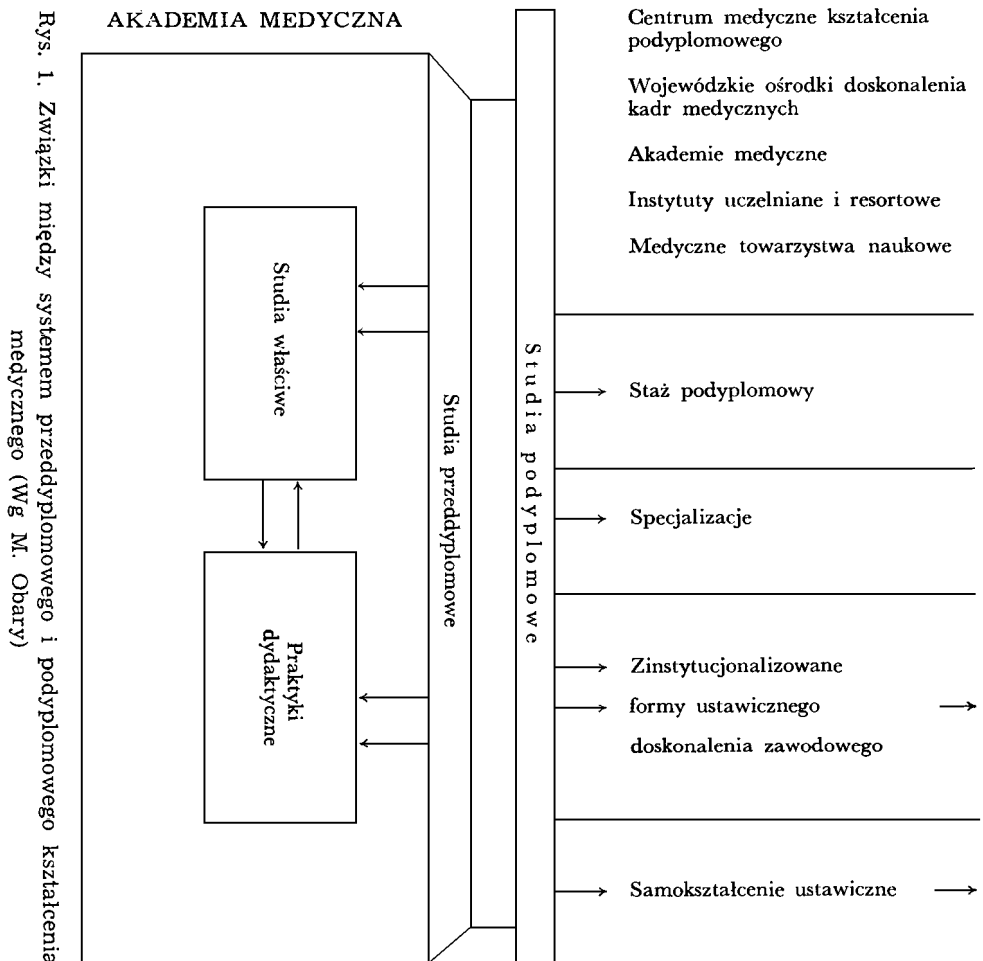 AKADEMIA MEDYCZNA
Studia właściwe
Praktyki
dydaktyczne
Studia przeddyplomowe
Studia podyplomowe
Centrum medyczne kształcenia
podyplomowego
Wojewódzkie ośrodki doskonalenia
kadr medycznych
Akademie medyczne
Instytuty uczelniane i resortowe
Medyczne towarzystwa naukowe
Staż podyplomowy
Specjalizacje
Zinstytucjonalizowane
formy ustawicznego
doskonalenia zawodowego
Samokształcenie ustawiczne
Rys. 1. Związki między systemem przeddyplomowego i podyplomowego kształcenia
medycznego (Wg M. Obary)